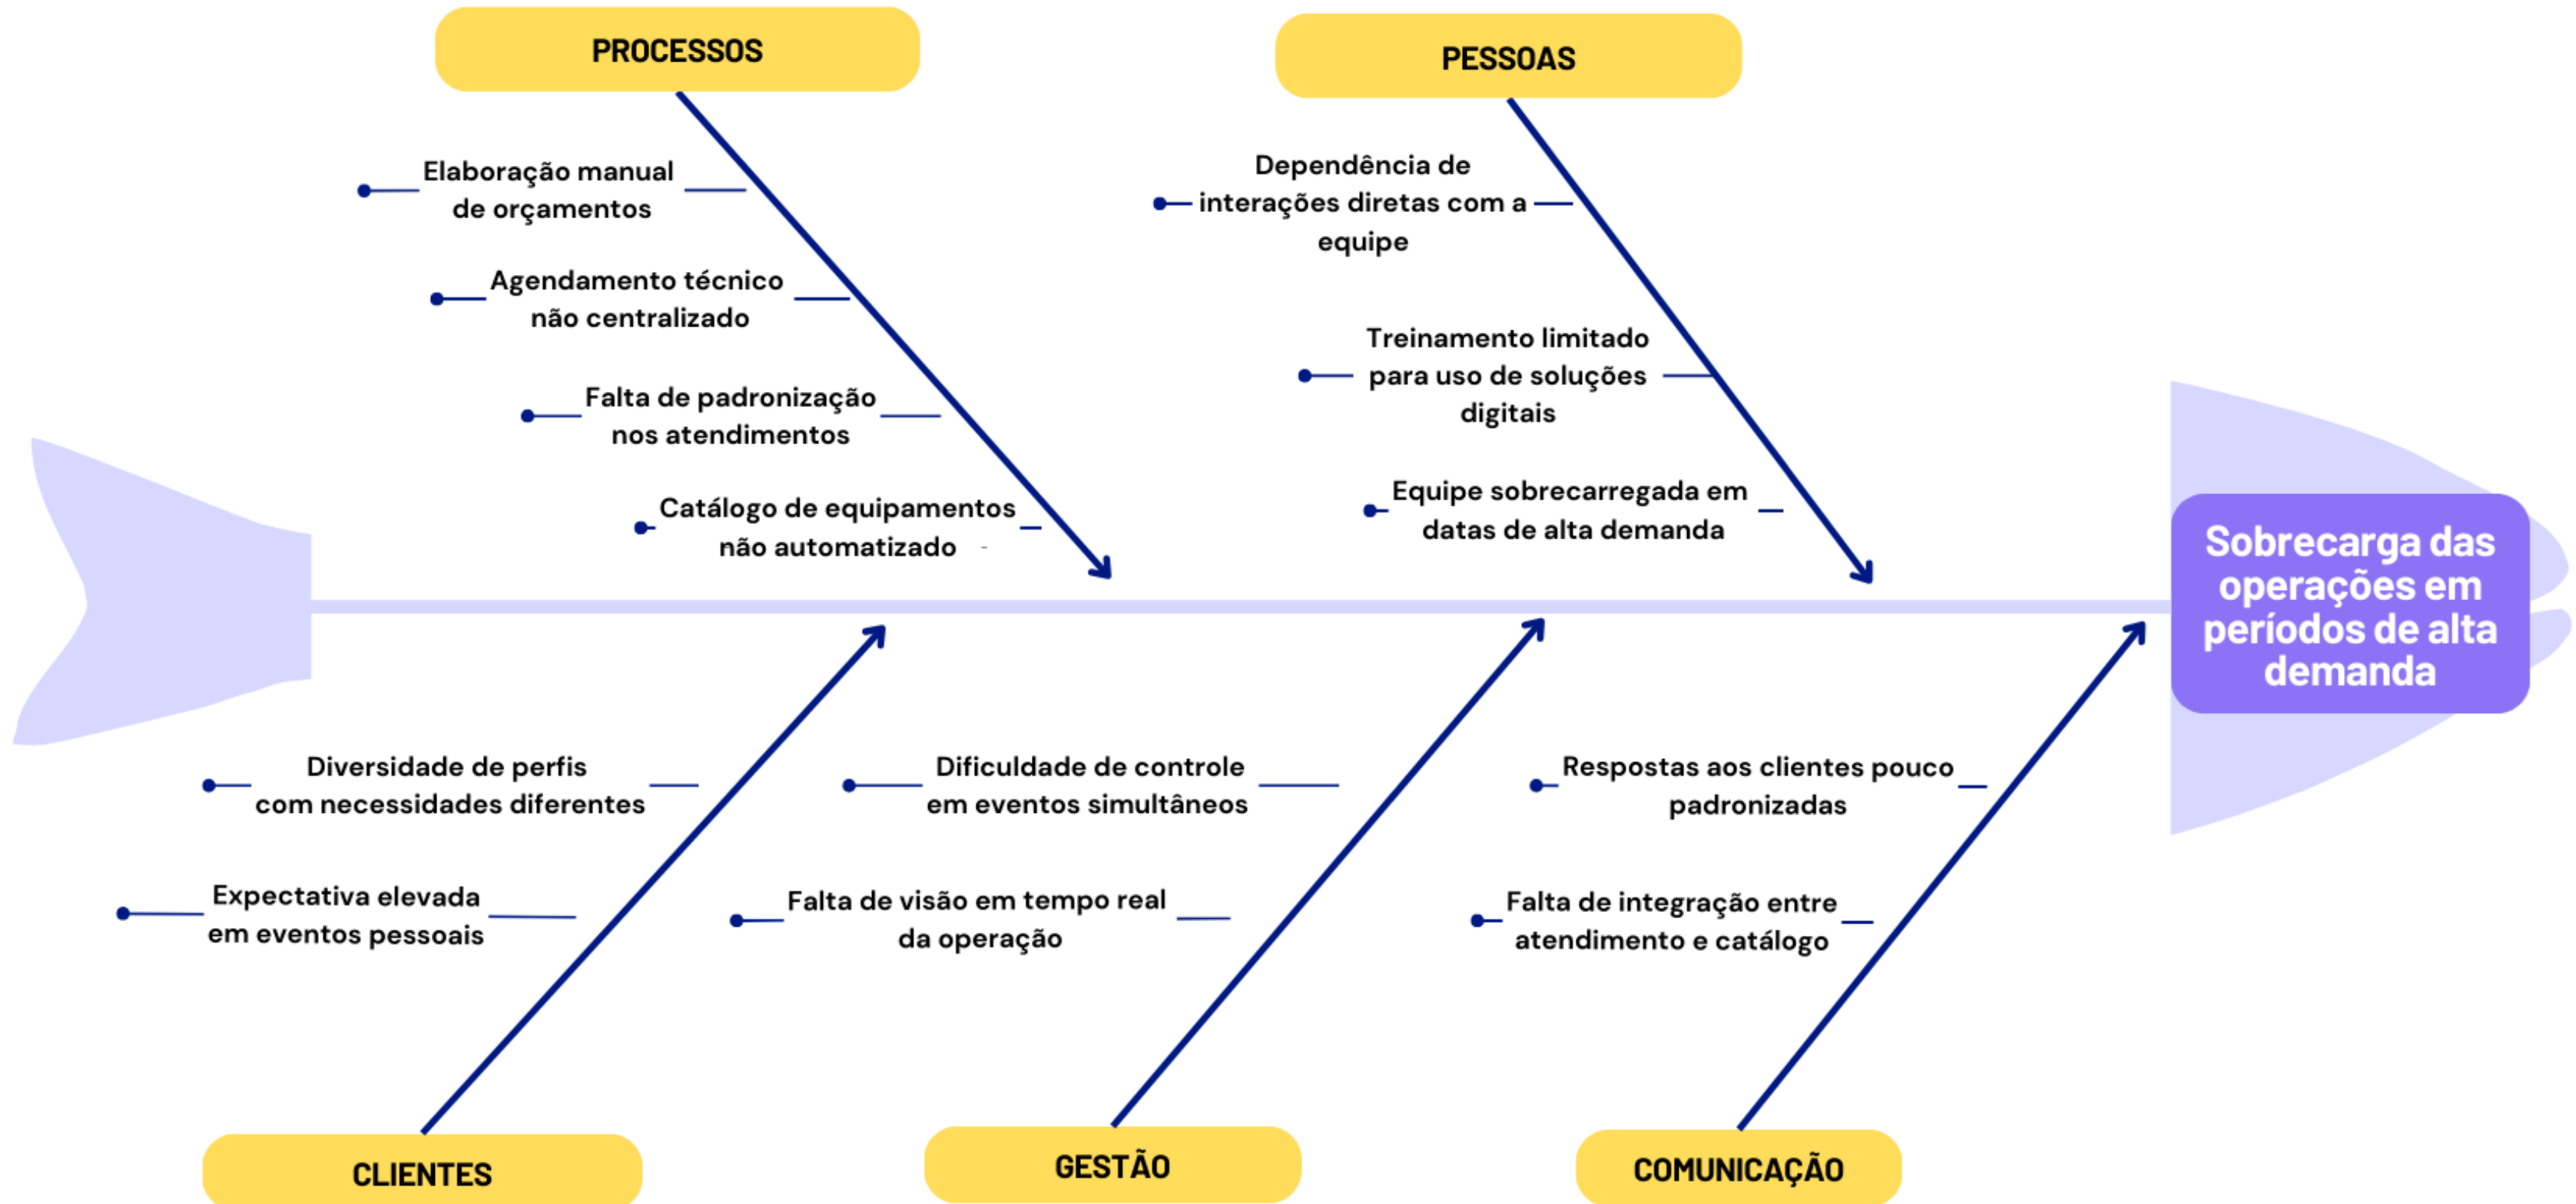 PROCESSOS
Elaboração manual
de orçamentos
Agendamento técnico
não centralizado
Falta de padronização
nos atendimentos
Catálogo de equipamentos
não automatizado -
PESSOAS
Dependência de
interações diretas com a
equipe
Treinamento limitado
para uso de soluções
digitais
Equipe sobrecarregada em
datas de alta demanda
Sobrecarga das
operações em
períodos de alta
demanda
Diversidade de perfis
com necessidades diferentes
Expectativa elevada
em eventos pessoais
CLIENTES
Dificuldade de controle
em eventos simultâneos
Falta de visão em tempo real
da operação
GESTÃO
Respostas aos clientes pouco
padronizadas
Falta de integração entre
atendimento e catálogo
COMUNICAÇÃO